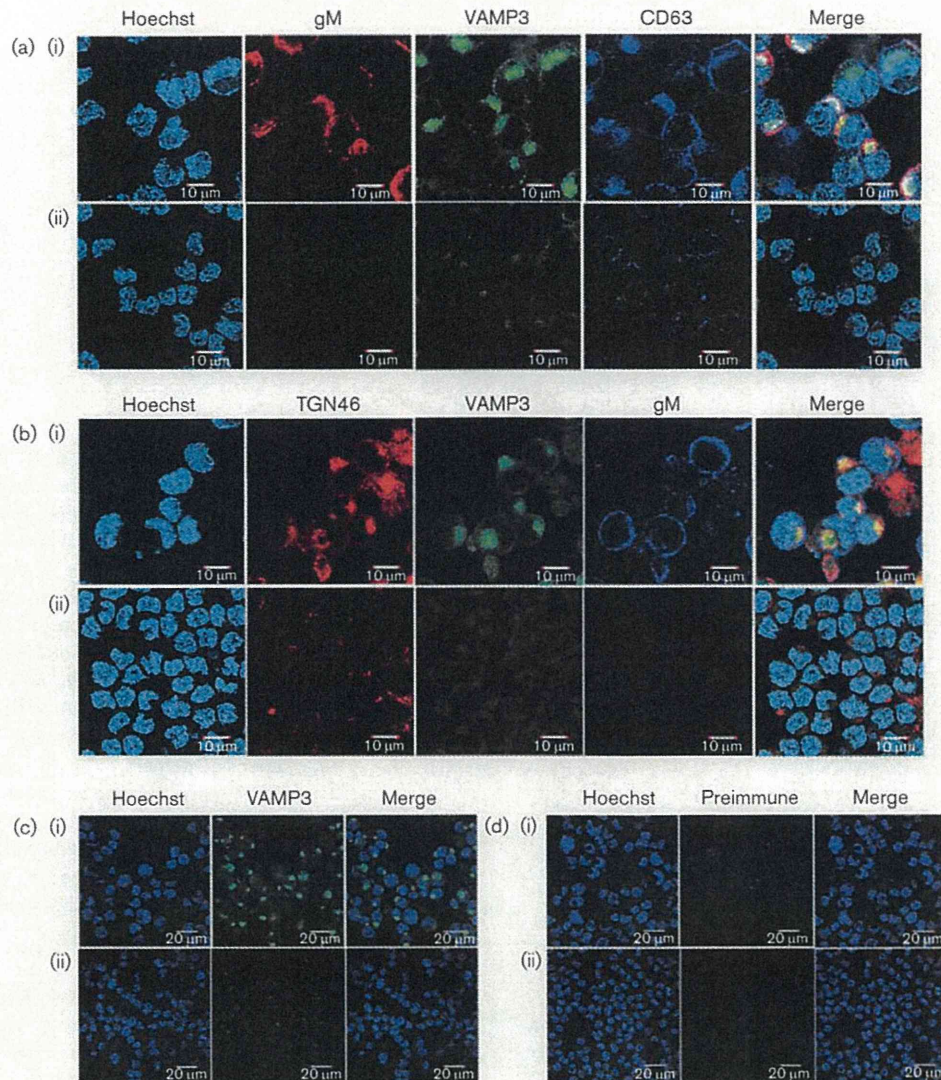 Hoechst gM VAMP3 CD63 Merge
(a) (i)
10 µm 10 µm 10 µm 10 µm 10 µm
(ii)
10 µm 10 µm 10 µm 10 µm 10 µm
Hoechst TGN46 VAMP3 gM Merge
(b) (i)
10 µm 10 µm 10 µm 10 µm 10 µm
(ii)
10 µm 10 µm 10 µm 10 µm 10 µm
Hoechst VAMP3 Merge Hoechst Preimmune Merge
(c) (i) (d) (i)
20 µm 20 µm 20 µm 20 µm 20 µm 20 µm
(ii) (ii)
20 µm 20 µm 20 µm 20 µm 20 µm 20 µm